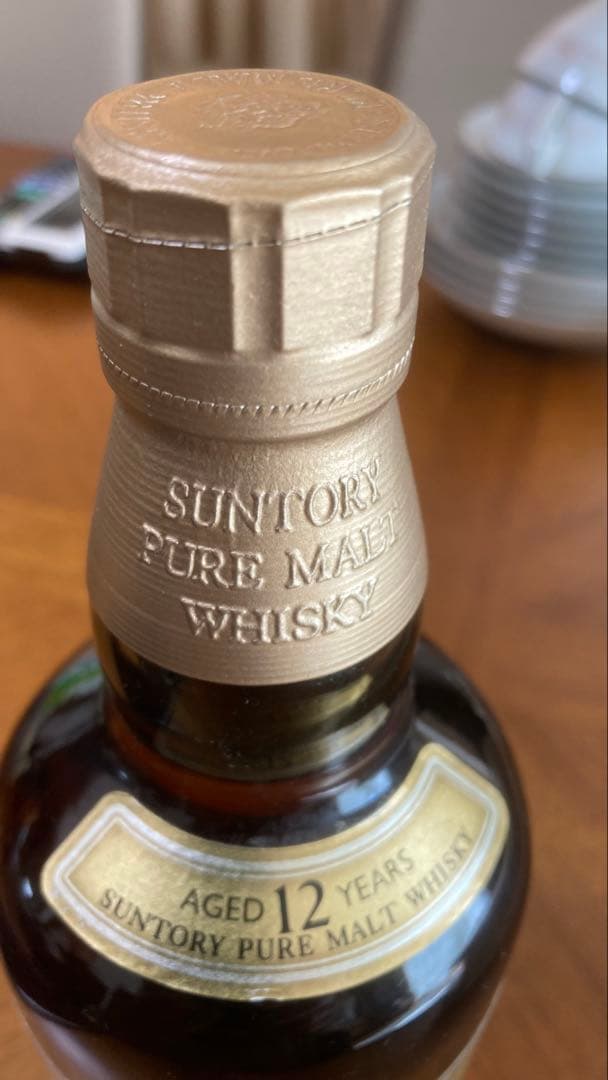 SUNTORY
PURE MALT
WHISKY
AGED 12 YEARS
SUNTORY PURE MALT WHISKY